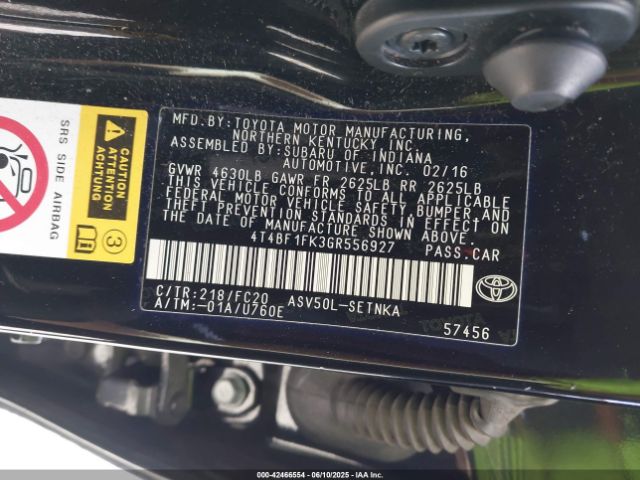 MFD.BY:TOYOTA MOTOR MANUFACTURING,
NORTHERN KENTUCKY INC.
ASSEMBLED BY:SUBARU OF INDIANA
AUTOMOTIVE,INC. 02/16
GVWR 4630LB GAWR FR 2625LB RR 2625LB
THIS VEHICLE CONFORMS TO ALL APPLICABLE
FEDERAL MOTOR VEHICLE SAFETY,BUMPER,AND
THEFT PREVENTION STANDARDS IN EFFECT ON
THE DATE OF MANUFACTURE SHOWN ABOVE.
4T4BF1FK3GR556927 PASS.CAR
C/TR:218/FC20 ASV50L-SETNKA
A/TM:-01A/U760E
TOYOTA
57456
SRS SIDE AIRBAG
CAUTION
ATTENTION
3
000-42466554 - 06/10/2025 - IAAI.COM